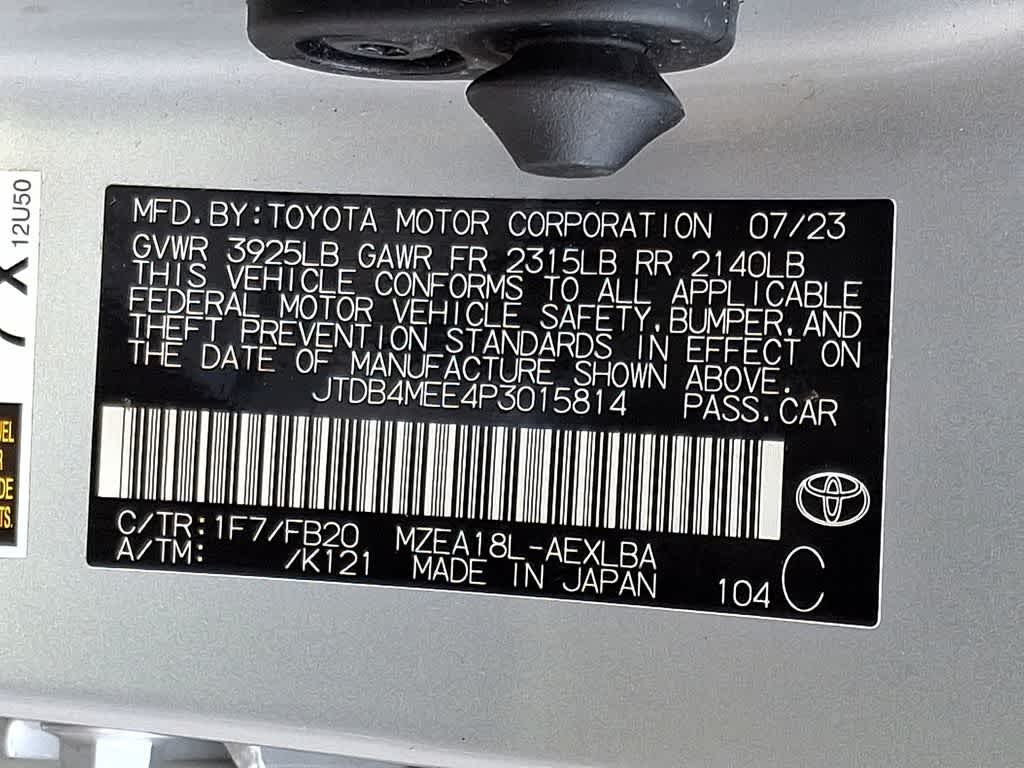 MFD.BY:TOYOTA MOTOR CORPORATION 07/23
GVWR 3925LB GAWR FR 2315LB RR 2140LB
THIS VEHICLE CONFORMS TO ALL APPLICABLE
FEDERAL MOTOR VEHICLE SAFETY,BUMPER,AND
THEFT PREVENTION STANDARDS IN EFFECT ON
THE DATE OF MANUFACTURE SHOWN ABOVE.
JTDB4MEE4P3015814 PASS.CAR
C/TR:1F7/FB20 MZEA18L-AEXLBA
A/TM: /K121 MADE IN JAPAN 104 C
12U50
X